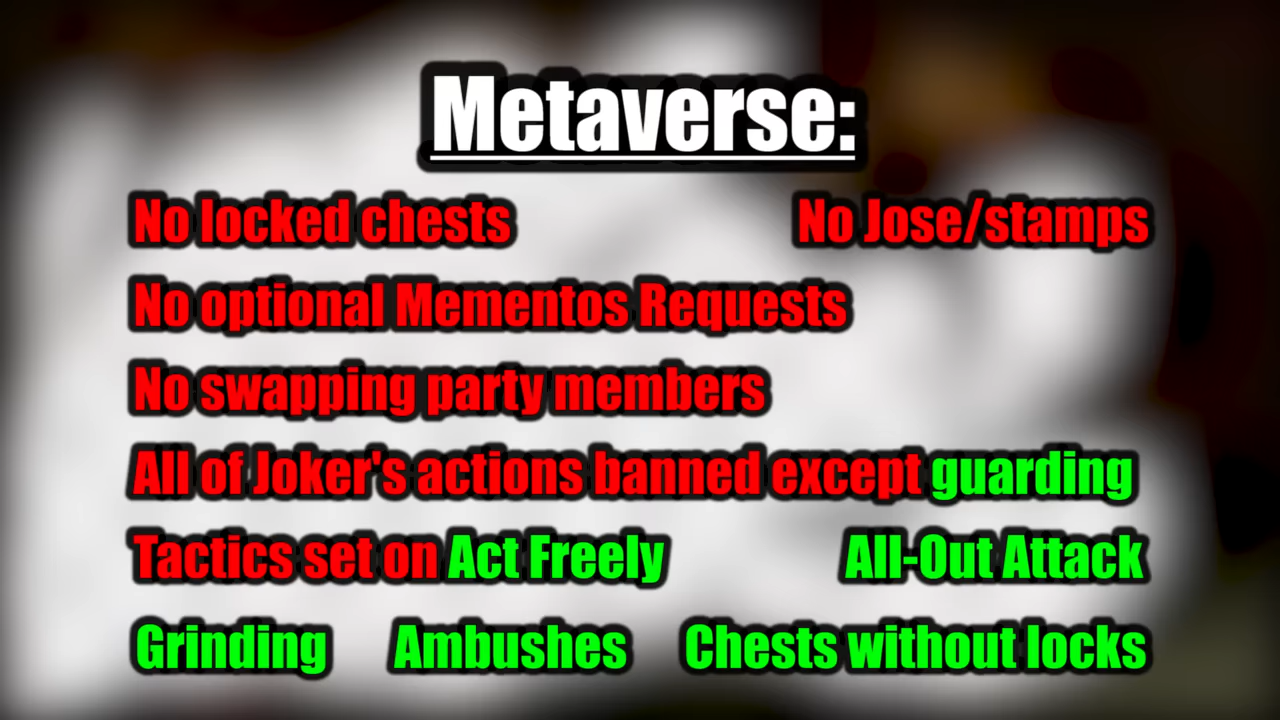 Metaverse:
No locked chests No Jose/stamps
No optional Mementos Requests
No swapping party members
All of Joker's actions banned except guarding
Tactics set on Act Freely All-Out Attack
Grinding Ambushes Chests without locks